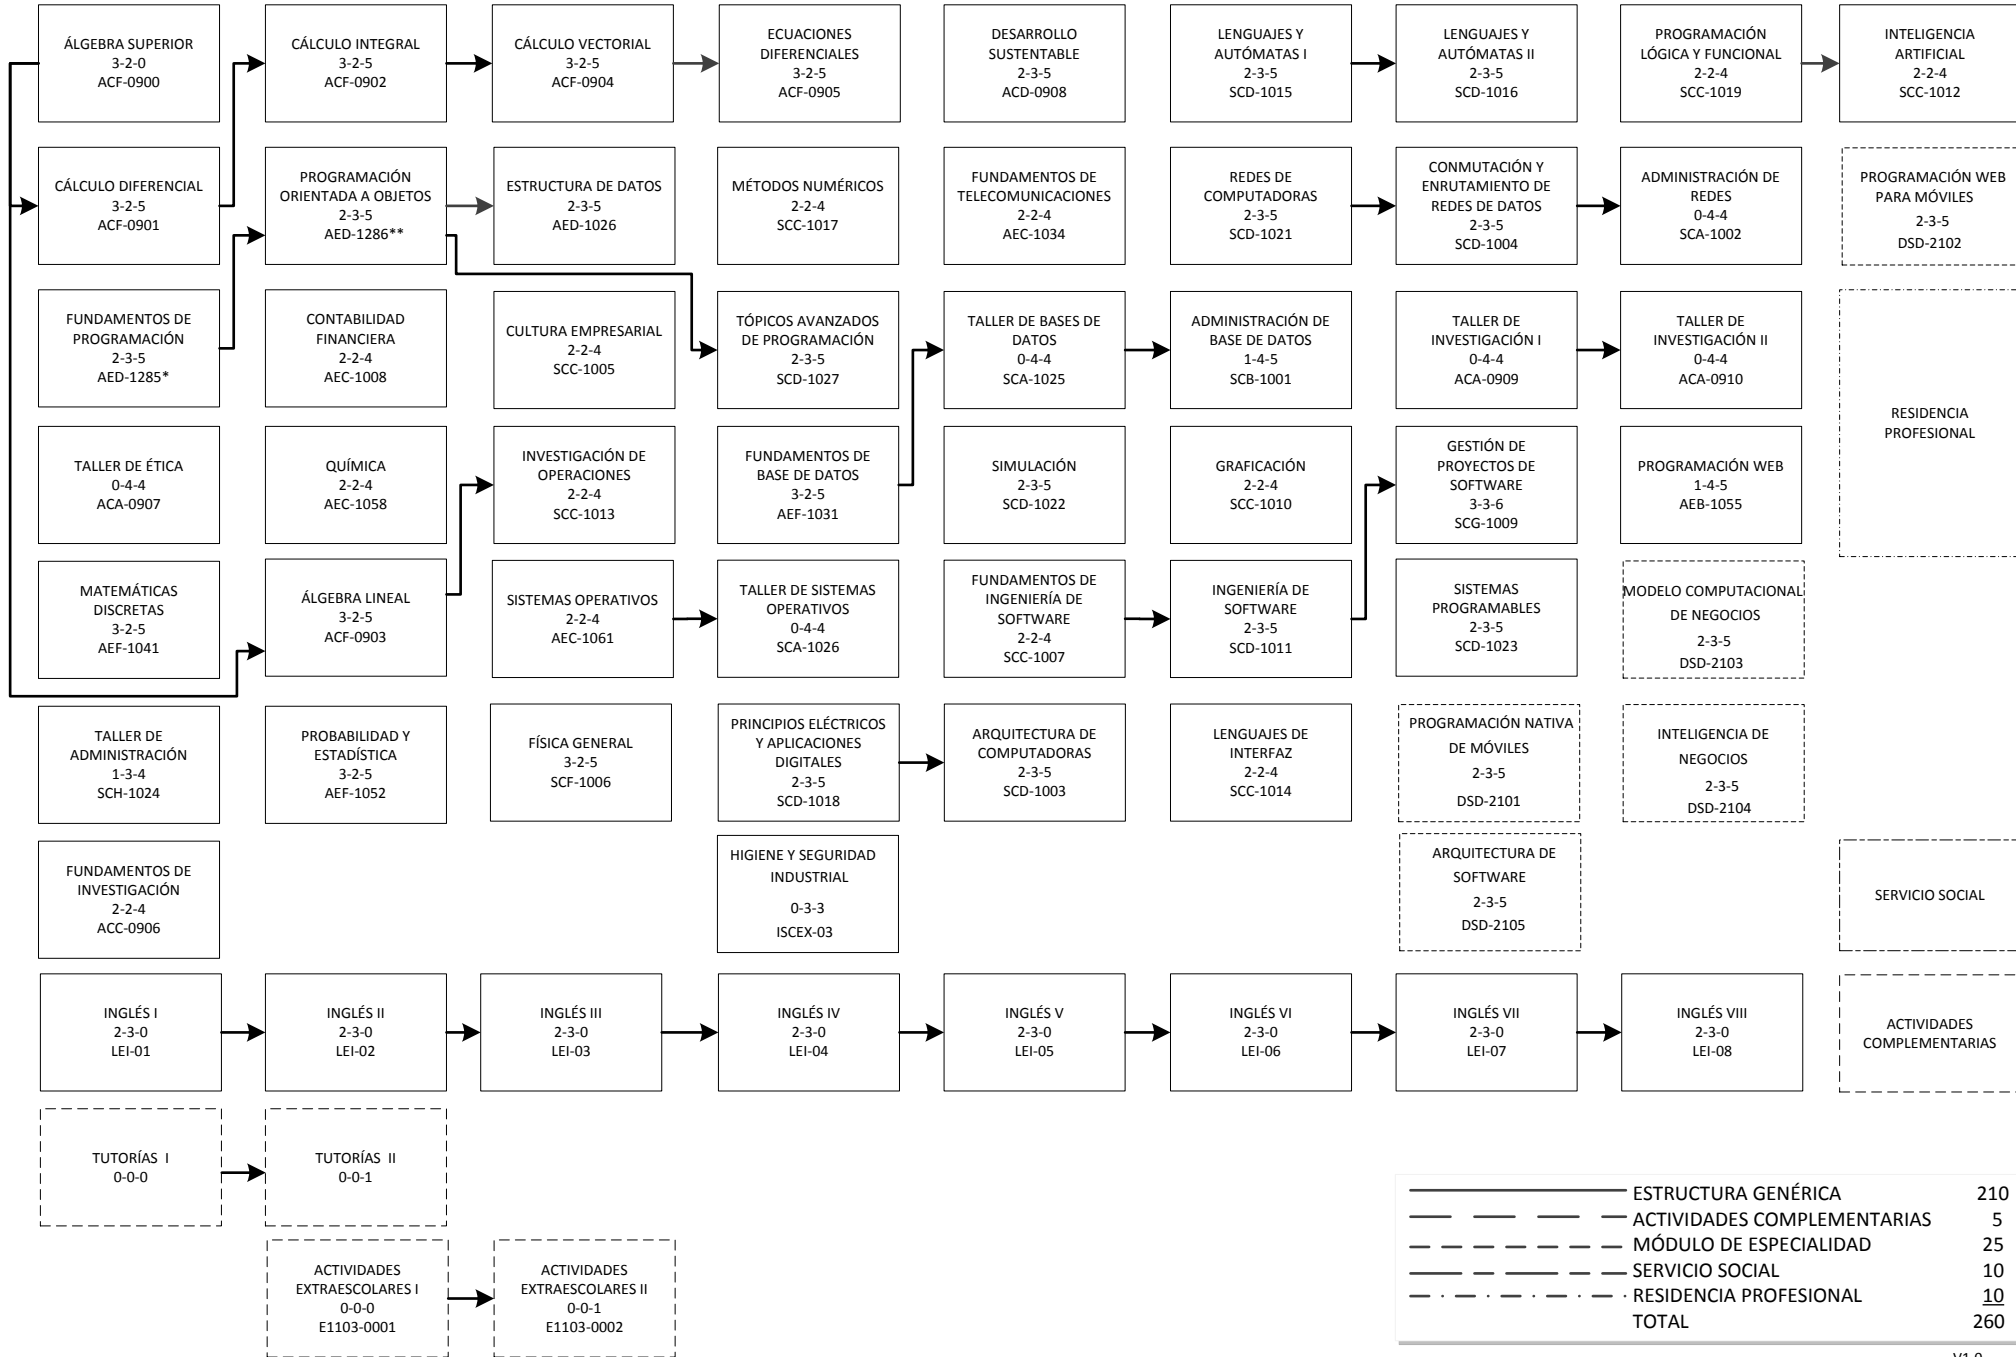 ÁLGEBRA SUPERIOR
3-2-0
ACF-0900
CÁLCULO INTEGRAL
3-2-5
ACF-0902
CÁLCULO VECTORIAL
3-2-5
ACF-0904
ECUACIONES
DIFERENCIALES
3-2-5
ACF-0905
DESARROLLO
SUSTENTABLE
2-3-5
ACD-0908
LENGUAJES Y
AUTÓMATAS I
2-3-5
SCD-1015
LENGUAJES Y
AUTÓMATAS II
2-3-5
SCD-1016
PROGRAMACIÓN
LÓGICA Y FUNCIONAL
2-2-4
SCC-1019
INTELIGENCIA
ARTIFICIAL
2-2-4
SCC-1012
CÁLCULO DIFERENCIAL
3-2-5
ACF-0901
PROGRAMACIÓN
ORIENTADA A OBJETOS
2-3-5
AED-1286**
ESTRUCTURA DE DATOS
2-3-5
AED-1026
MÉTODOS NUMÉRICOS
2-2-4
SCC-1017
FUNDAMENTOS DE
TELECOMUNICACIONES
2-2-4
AEC-1034
REDES DE
COMPUTADORAS
2-3-5
SCD-1021
CONMUTACIÓN Y
ENRUTAMIENTO DE
REDES DE DATOS
2-3-5
SCD-1004
ADMINISTRACIÓN DE
REDES
0-4-4
SCA-1002
PROGRAMACIÓN WEB
PARA MÓVILES
2-3-5
DSD-2102
FUNDAMENTOS DE
PROGRAMACIÓN
2-3-5
AED-1285*
CONTABILIDAD
FINANCIERA
2-2-4
AEC-1008
CULTURA EMPRESARIAL
2-2-4
SCC-1005
TÓPICOS AVANZADOS
DE PROGRAMACIÓN
2-3-5
SCD-1027
TALLER DE BASES DE
DATOS
0-4-4
SCA-1025
ADMINISTRACIÓN DE
BASE DE DATOS
1-4-5
SCB-1001
TALLER DE
INVESTIGACIÓN I
0-4-4
ACA-0909
TALLER DE
INVESTIGACIÓN II
0-4-4
ACA-0910
RESIDENCIA
PROFESIONAL
TALLER DE ÉTICA
0-4-4
ACA-0907
QUÍMICA
2-2-4
AEC-1058
INVESTIGACIÓN DE
OPERACIONES
2-2-4
SCC-1013
FUNDAMENTOS DE
BASE DE DATOS
3-2-5
AEF-1031
SIMULACIÓN
2-3-5
SCD-1022
GRAFICACIÓN
2-2-4
SCC-1010
GESTIÓN DE
PROYECTOS DE
SOFTWARE
3-3-6
SCG-1009
PROGRAMACIÓN WEB
1-4-5
AEB-1055
MATEMÁTICAS
DISCRETAS
3-2-5
AEF-1041
ÁLGEBRA LINEAL
3-2-5
ACF-0903
SISTEMAS OPERATIVOS
2-2-4
AEC-1061
TALLER DE SISTEMAS
OPERATIVOS
0-4-4
SCA-1026
FUNDAMENTOS DE
INGENIERÍA DE
SOFTWARE
2-2-4
SCC-1007
INGENIERÍA DE
SOFTWARE
2-3-5
SCD-1011
SISTEMAS
PROGRAMABLES
2-3-5
SCD-1023
MODELO COMPUTACIONAL
DE NEGOCIOS
2-3-5
DSD-2103
TALLER DE
ADMINISTRACIÓN
1-3-4
SCH-1024
PROBABILIDAD Y
ESTADÍSTICA
3-2-5
AEF-1052
FÍSICA GENERAL
3-2-5
SCF-1006
PRINCIPIOS ELÉCTRICOS
Y APLICACIONES
DIGITALES
2-3-5
SCD-1018
ARQUITECTURA DE
COMPUTADORAS
2-3-5
SCD-1003
LENGUAJES DE
INTERFAZ
2-2-4
SCC-1014
PROGRAMACIÓN NATIVA
DE MÓVILES
2-3-5
DSD-2101
INTELIGENCIA DE
NEGOCIOS
2-3-5
DSD-2104
FUNDAMENTOS DE
INVESTIGACIÓN
2-2-4
ACC-0906
HIGIENE Y SEGURIDAD
INDUSTRIAL
0-3-3
ISCEX-03
ARQUITECTURA DE
SOFTWARE
2-3-5
DSD-2105
SERVICIO SOCIAL
INGLÉS I
2-3-0
LEI-01
INGLÉS II
2-3-0
LEI-02
INGLÉS III
2-3-0
LEI-03
INGLÉS IV
2-3-0
LEI-04
INGLÉS V
2-3-0
LEI-05
INGLÉS VI
2-3-0
LEI-06
INGLÉS VII
2-3-0
LEI-07
INGLÉS VIII
2-3-0
LEI-08
ACTIVIDADES
COMPLEMENTARIAS
TUTORÍAS I
0-0-0
TUTORÍAS II
0-0-1
ACTIVIDADES
EXTRAESCOLARES I
0-0-0
E1103-0001
ACTIVIDADES
EXTRAESCOLARES II
0-0-1
E1103-0002
ESTRUCTURA GENÉRICA 210
ACTIVIDADES COMPLEMENTARIAS 5
MÓDULO DE ESPECIALIDAD 25
SERVICIO SOCIAL 10
RESIDENCIA PROFESIONAL 10
TOTAL 260